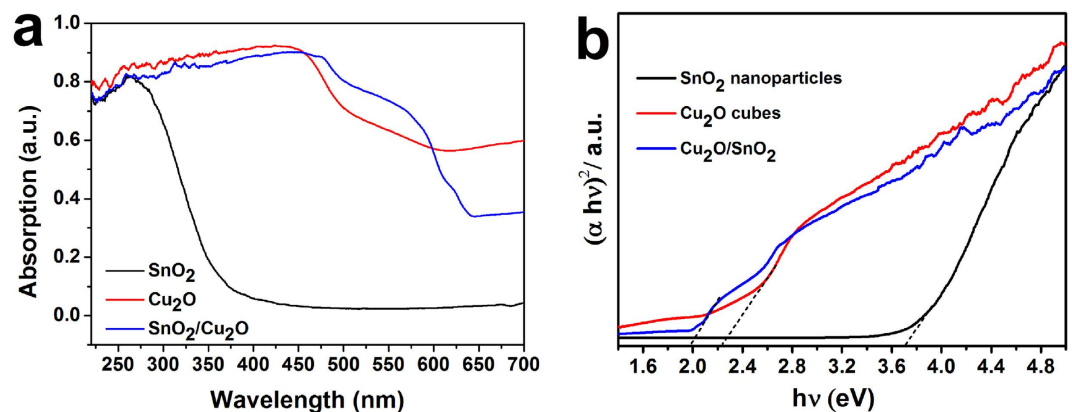 a
1.0
0.8
0.6
0.4
0.2
0.0
Absorption (a.u.)
SnO₂
Cu₂O
SnO₂/Cu₂O
250 300 350 400 450 500 550 600 650 700
Wavelength (nm)
b
(α hν)²/ a.u.
SnO₂ nanoparticles
Cu₂O cubes
Cu₂O/SnO₂
1.6 2.0 2.4 2.8 3.2 3.6 4.0 4.4 4.8
hν (eV)